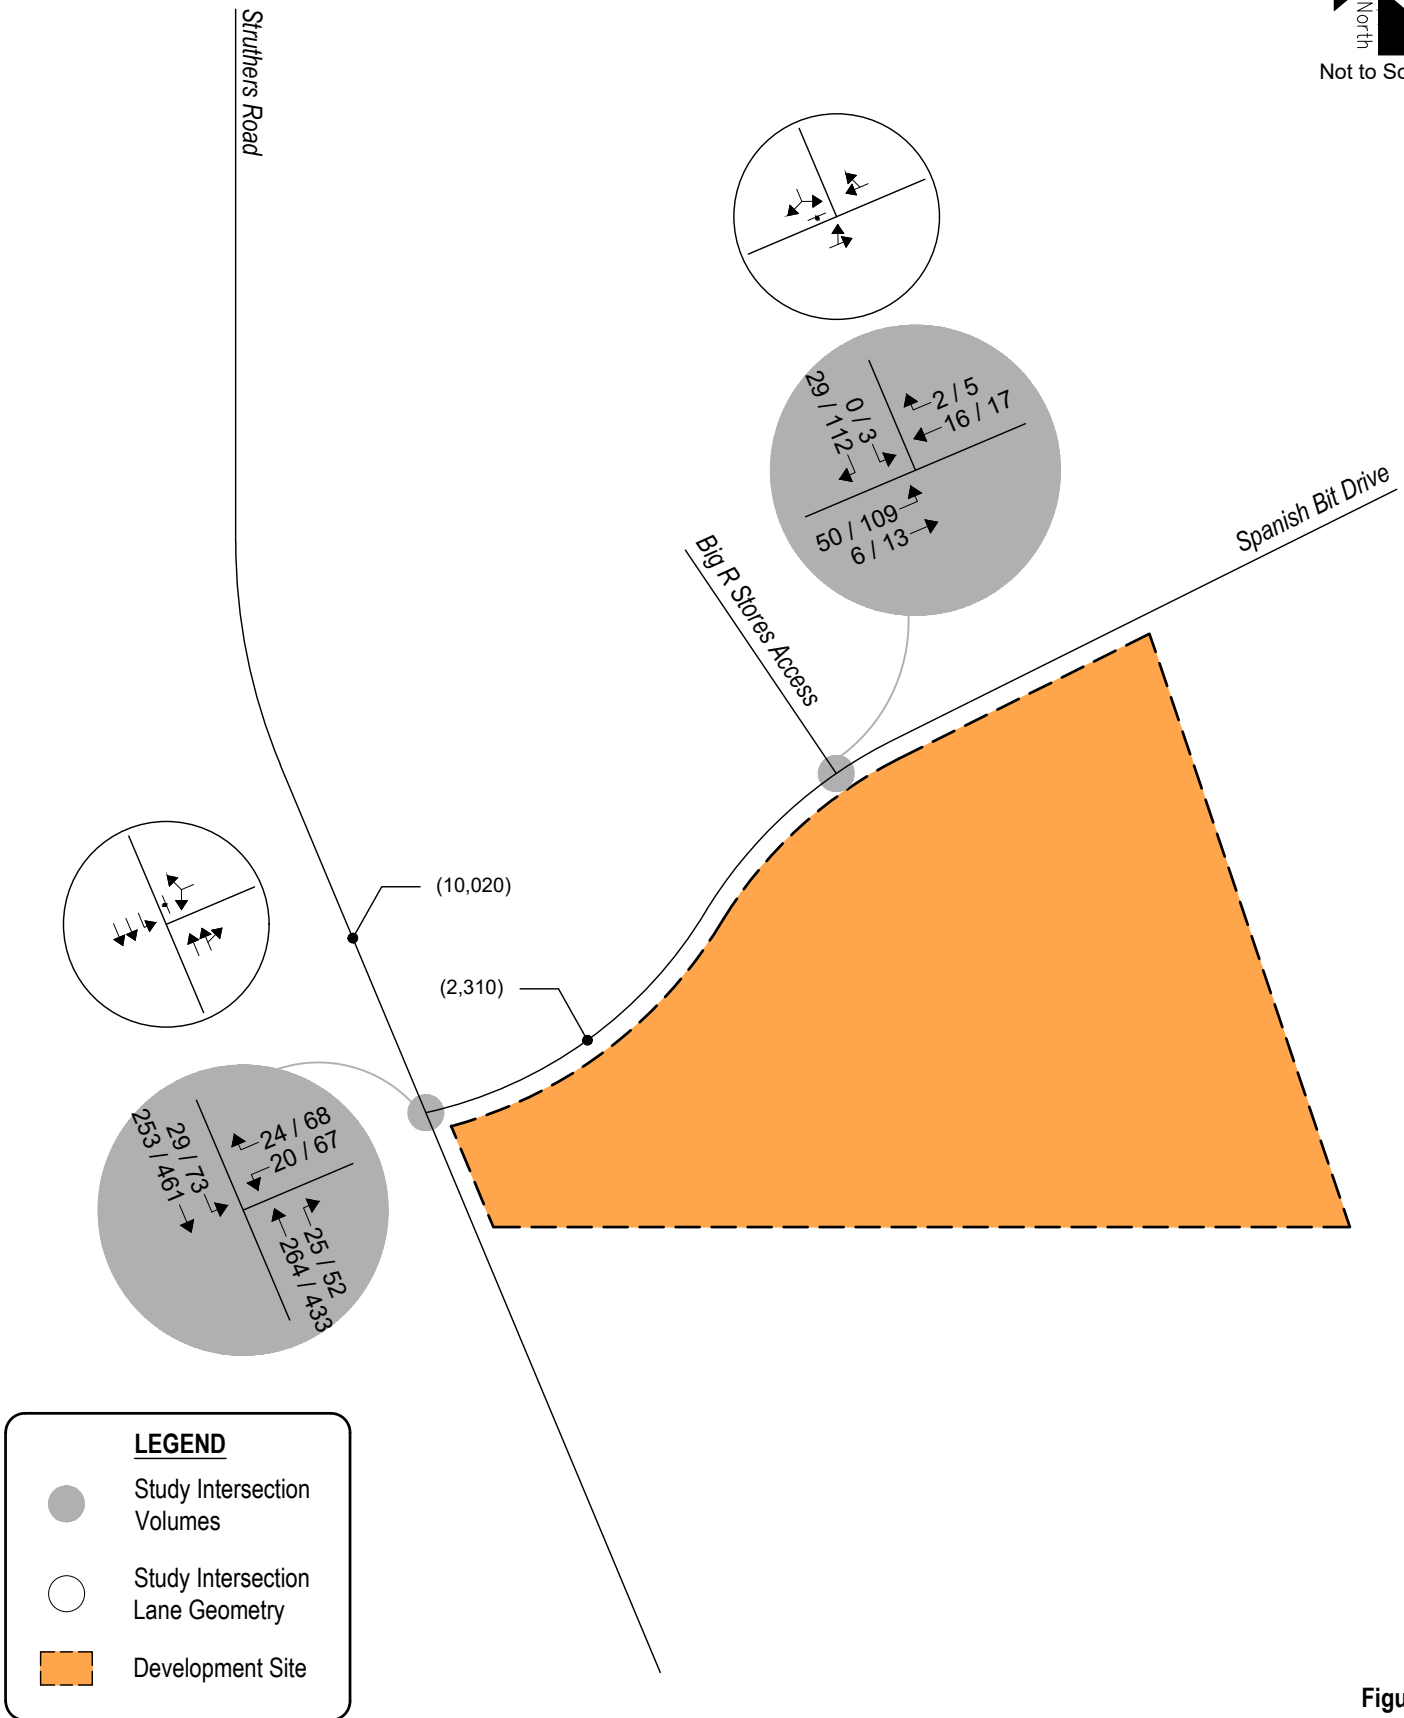 Struthers Road
North
Not to Sc
2 / 5
16 / 17
0 / 3
29 / 112
50 / 109
6 / 13
Spanish Bit Drive
Big R Stores Access
(10,020)
(2,310)
24 / 68
20 / 67
29 / 73
253 / 461
25 / 52
264 / 433
LEGEND
Study Intersection
Volumes
Study Intersection
Lane Geometry
Development Site
Figu